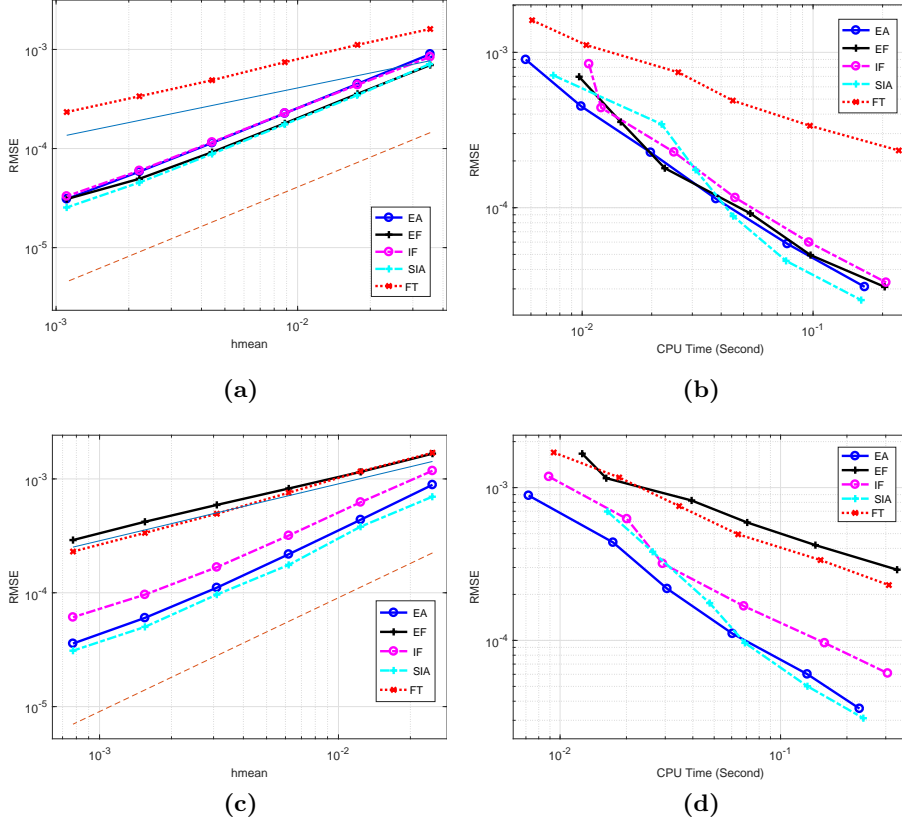 10^-3
10^-4
10^-5
RMSE
EA
EF
IF
SIA
FT
10^-3
10^-2
hmean
(a)
10^-3
10^-4
RMSE
EA
EF
IF
SIA
FT
10^-2
10^-1
CPU Time (Second)
(b)
10^-3
10^-4
10^-5
RMSE
EA
EF
IF
SIA
FT
10^-3
10^-2
hmean
(c)
10^-3
10^-4
RMSE
EA
EF
IF
SIA
FT
10^-2
10^-1
CPU Time (Second)
(d)